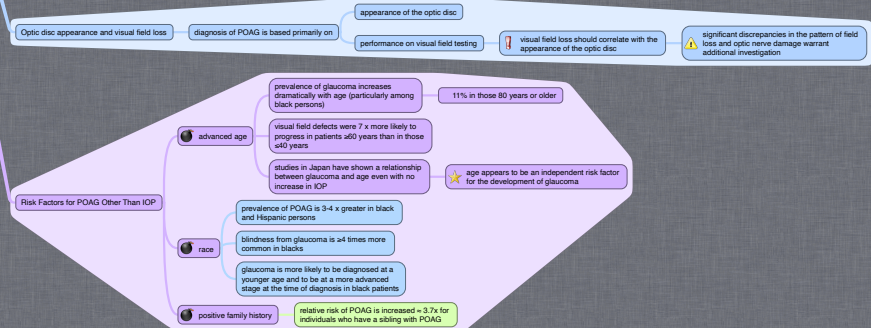 Optic disc appearance and visual field loss
diagnosis of POAG is based primarily on
appearance of the optic disc
performance on visual field testing
visual field loss should correlate with the
appearance of the optic disc
significant discrepancies in the pattern of field
loss and optic nerve damage warrant
additional investigation
Risk Factors for POAG Other Than IOP
advanced age
prevalence of glaucoma increases
dramatically with age (particularly among
black persons)
11% in those 80 years or older
visual field defects were 7 x more likely to
progress in patients ≥60 years than in those
≤40 years
studies in Japan have shown a relationship
between glaucoma and age even with no
increase in IOP
age appears to be an independent risk factor
for the development of glaucoma
race
prevalence of POAG is 3-4 x greater in black
and Hispanic persons
blindness from glaucoma is ≥4 times more
common in blacks
glaucoma is more likely to be diagnosed at a
younger age and to be at a more advanced
stage at the time of diagnosis in black patients
positive family history
relative risk of POAG is increased ≈ 3.7x for
individuals who have a sibling with POAG